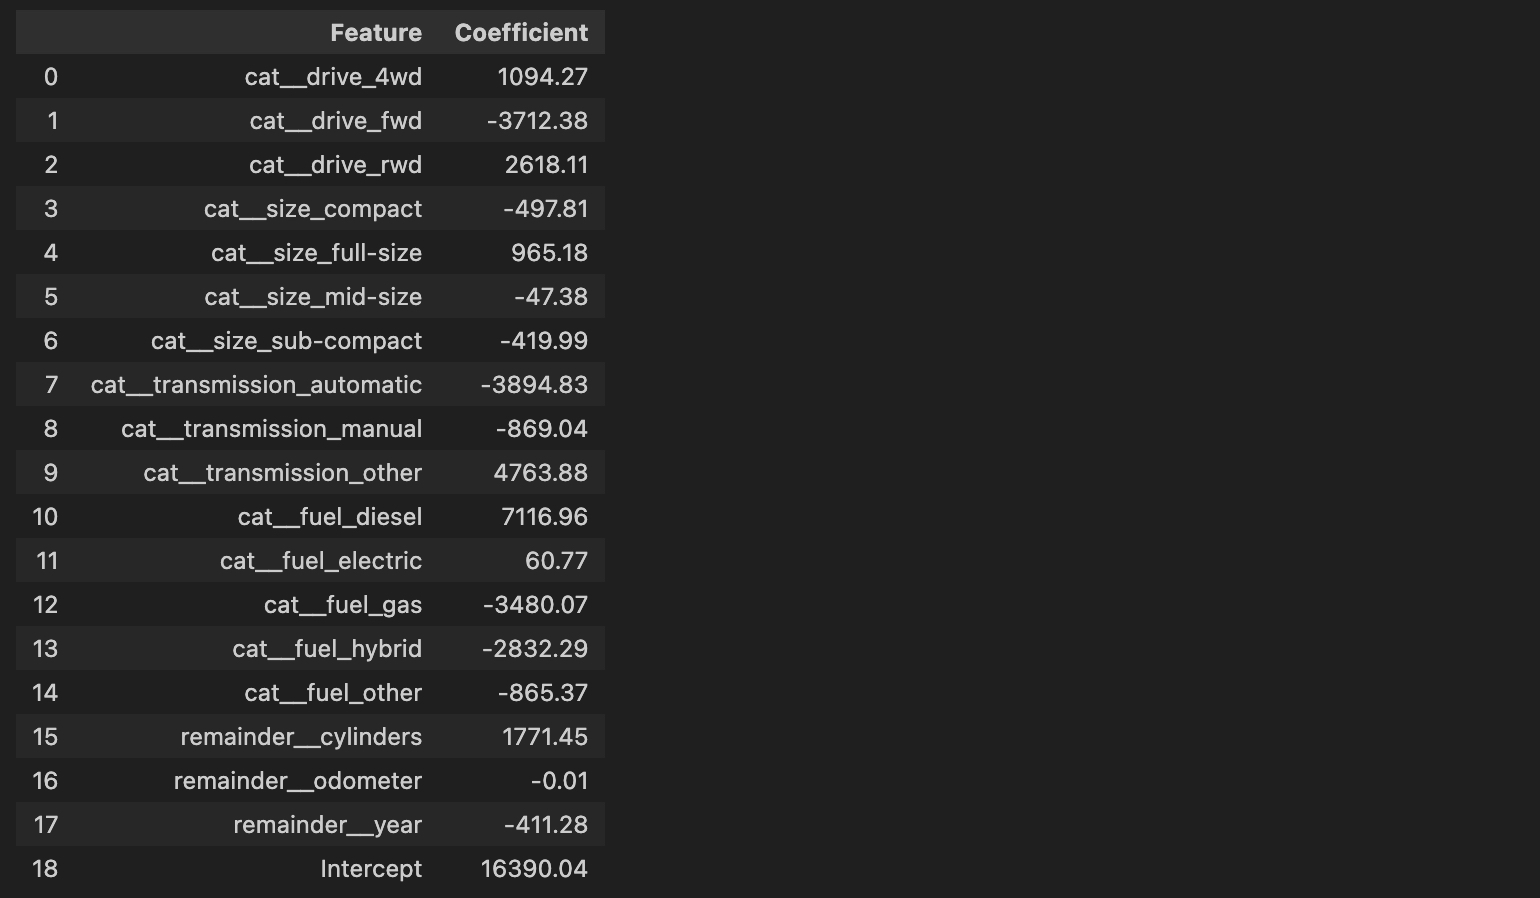 Feature Coefficient
0 cat__drive_4wd 1094.27
1 cat__drive_fwd -3712.38
2 cat__drive_rwd 2618.11
3 cat__size_compact -497.81
4 cat__size_full-size 965.18
5 cat__size_mid-size -47.38
6 cat__size_sub-compact -419.99
7 cat__transmission_automatic -3894.83
8 cat__transmission_manual -869.04
9 cat__transmission_other 4763.88
10 cat__fuel_diesel 7116.96
11 cat__fuel_electric 60.77
12 cat__fuel_gas -3480.07
13 cat__fuel_hybrid -2832.29
14 cat__fuel_other -865.37
15 remainder__cylinders 1771.45
16 remainder__odometer -0.01
17 remainder__year -411.28
18 Intercept 16390.04